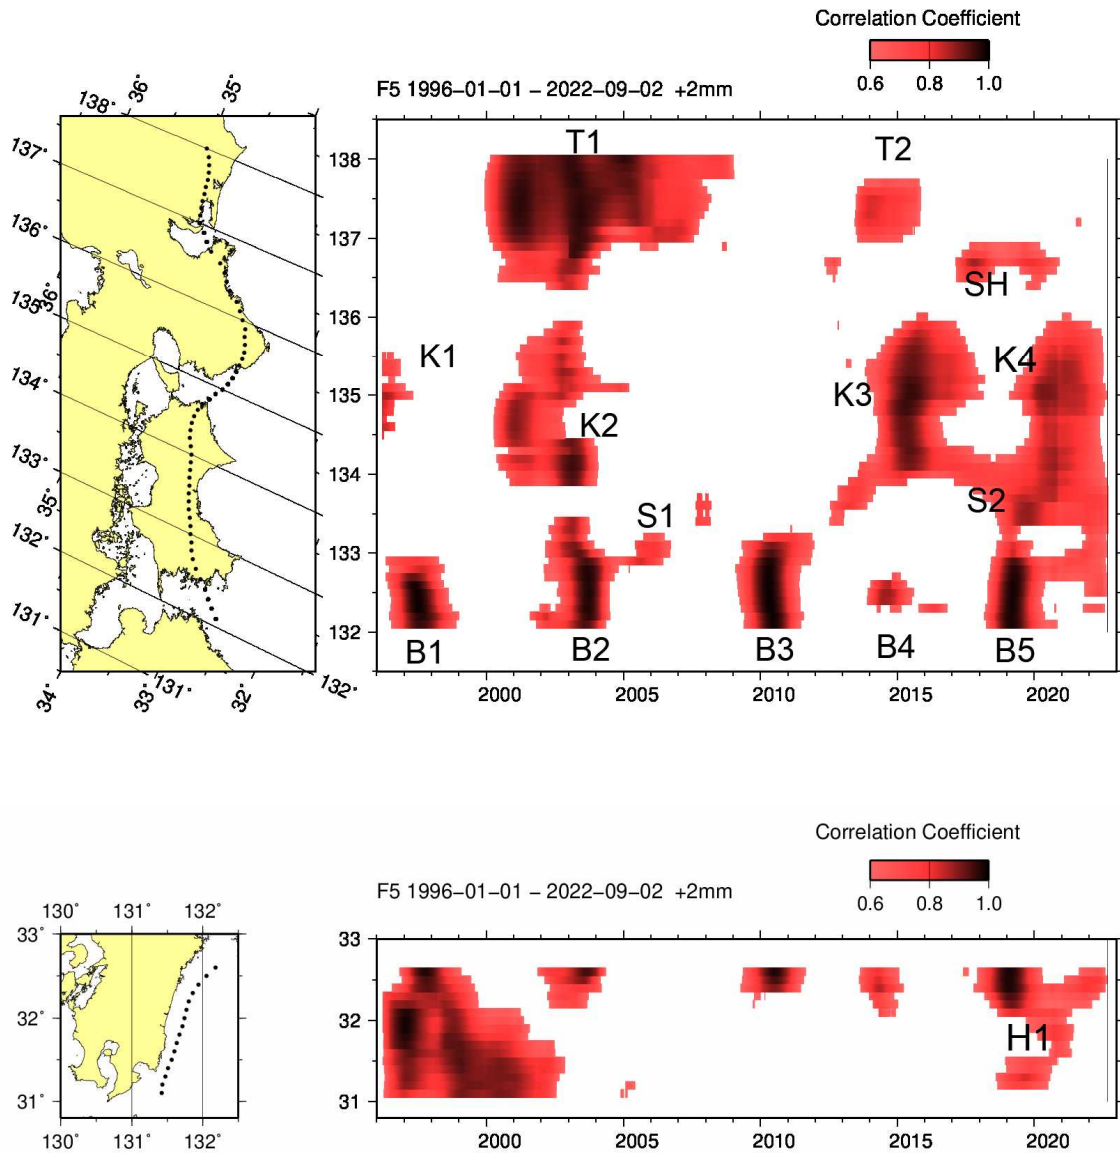 Correlation Coefficient
0.6 0.8 1.0
F5 1996−01−01 − 2022−09−02 +2mm
138˚ 36˚ 35˚
137˚
136˚
36˚
135˚
134˚
133˚
35˚
132˚
131˚
34˚ 33˚ 131˚ 32˚ 132˚
138
137
136
135
134
133
132
T1 T2
SH
K1 K4
K3
K2
S2
S1
B1 B2 B3 B4 B5
2000 2005 2010 2015 2020
Correlation Coefficient
0.6 0.8 1.0
F5 1996−01−01 − 2022−09−02 +2mm
130˚ 131˚ 132˚
33˚
32˚
31˚
130˚ 131˚ 132˚
33
32
31
H1
2000 2005 2010 2015 2020